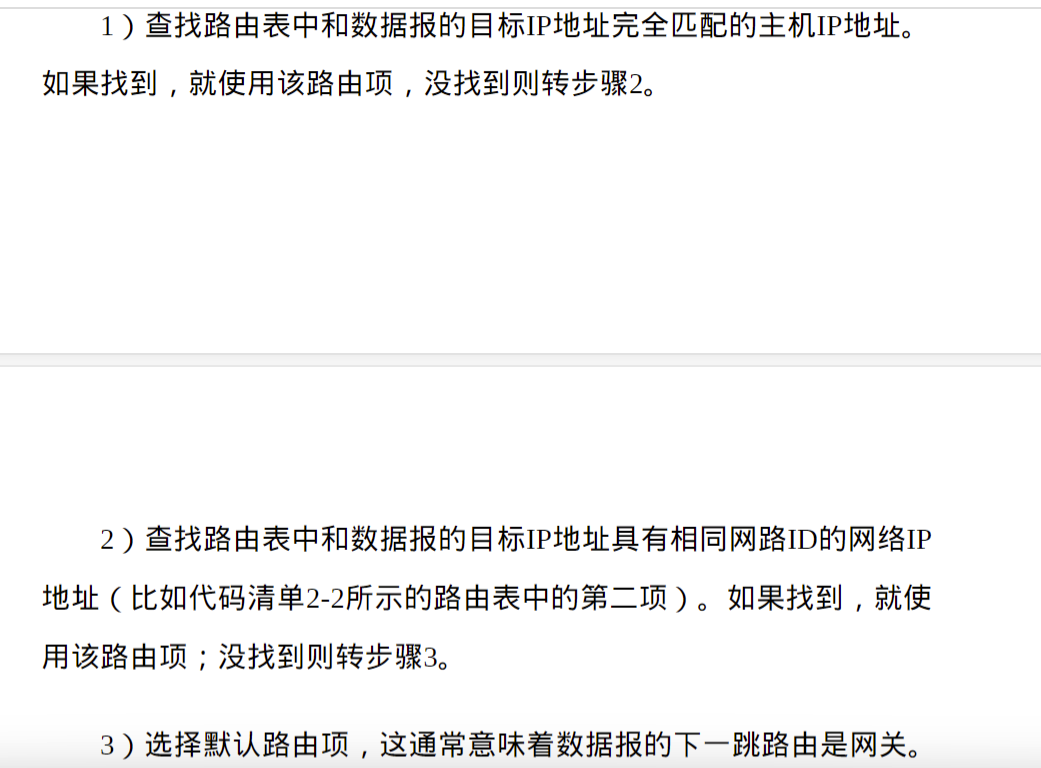 1）查找路由表中和数据报的目标IP地址完全匹配的主机IP地址。
如果找到，就使用该路由项，没找到则转步骤2。
2）查找路由表中和数据报的目标IP地址具有相同网路ID的网络IP
地址（比如代码清单2-2所示的路由表中的第二项）。如果找到，就使
用该路由项；没找到则转步骤3。
3）选择默认路由项，这通常意味着数据报的下一跳路由是网关。